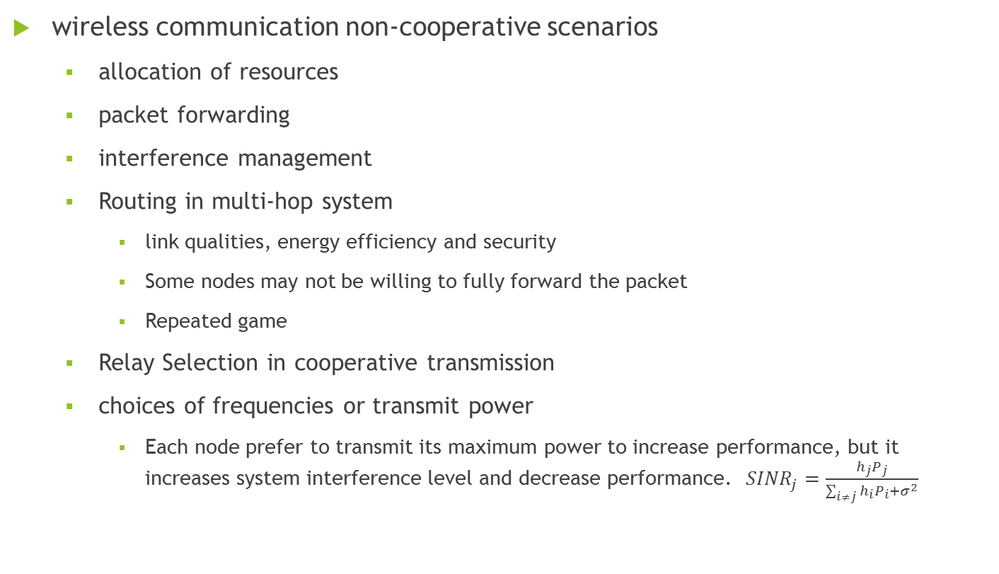 wireless communication non-cooperative scenarios
allocation of resources
packet forwarding
interference management
Routing in multi-hop system
link qualities, energy efficiency and security
Some nodes may not be willing to fully forward the packet
Repeated game
Relay Selection in cooperative transmission
choices of frequencies or transmit power
Each node prefer to transmit its maximum power to increase performance, but it
increases system interference level and decrease performance. $SINR_j = \frac{h_j P_j}{\sum_{i \neq j} h_i P_i + \sigma^2}$